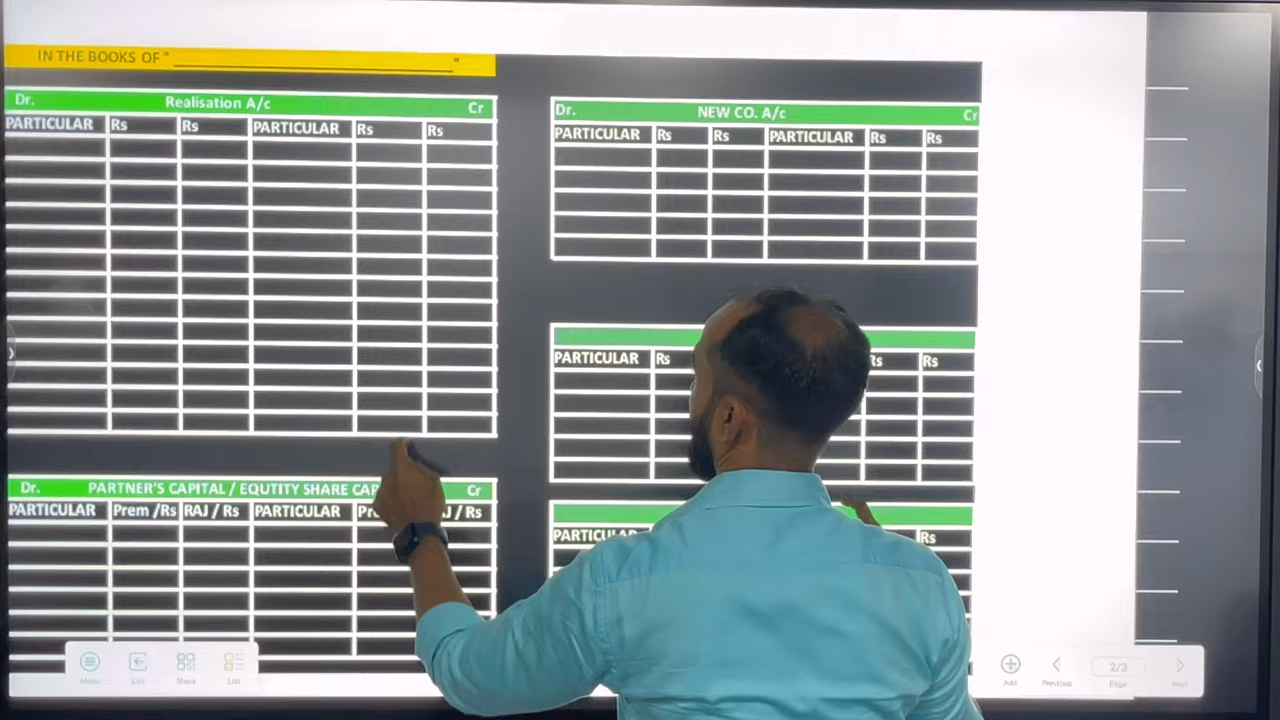 IN THE BOOKS OF " ______________________________ "
Dr. Realisation A/c Cr
PARTICULAR Rs Rs PARTICULAR Rs Rs
Dr. NEW CO. A/c Cr
PARTICULAR Rs Rs PARTICULAR Rs Rs
PARTICULAR Rs Rs Rs
Dr. PARTNER'S CAPITAL / EQUTITY SHARE CAP Cr
PARTICULAR Prem /Rs RAJ / Rs PARTICULAR / Rs
Rs
Menu Exit Share List
Add Previous 2/3 Page Next